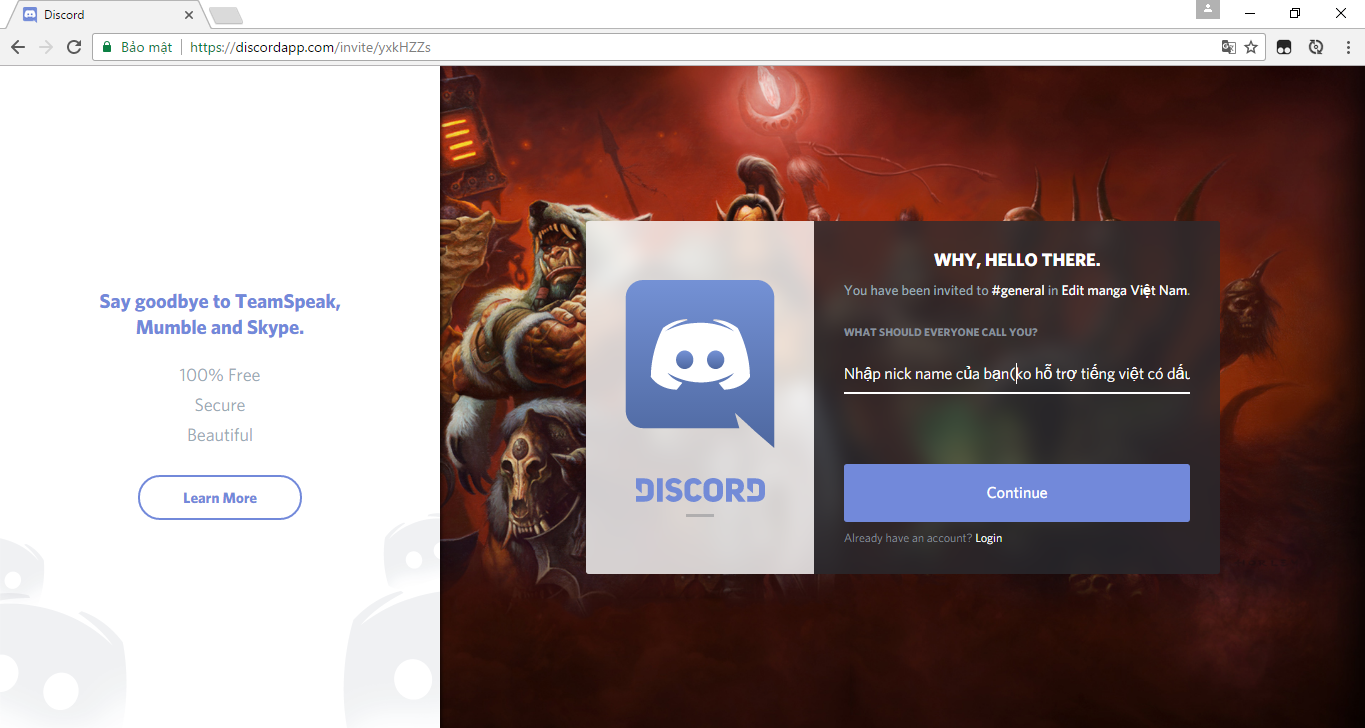 Discord
Bảo mật
https://discordapp.com/invite/yxkHZZs
Say goodbye to TeamSpeak,
Mumble and Skype.
100% Free
Secure
Beautiful
Learn More
DISCORD
WHY, HELLO THERE.
You have been invited to #general in Edit manga Việt Nam.
WHAT SHOULD EVERYONE CALL YOU?
Nhập nick name của bạn(ko hỗ trợ tiếng việt có dấu
Continue
Already have an account? Login